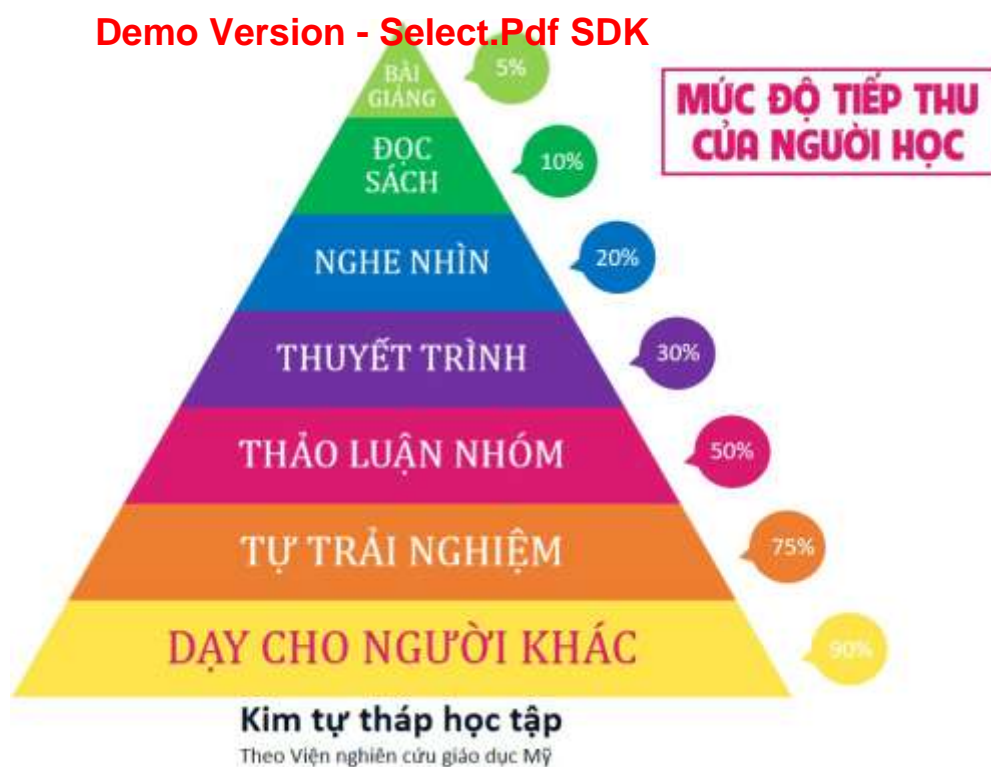 Demo Version - Select.Pdf SDK
BÀI
GIẢNG
5%
MỨC ĐỘ TIẾP THU
CỦA NGƯỜI HỌC
ĐỌC
SÁCH
10%
NGHE NHÌN
20%
THUYẾT TRÌNH
30%
THẢO LUẬN NHÓM
50%
TỰ TRẢI NGHIỆM
75%
DẠY CHO NGƯỜI KHÁC
90%
Kim tự tháp học tập
Theo Viện nghiên cứu giáo dục Mỹ